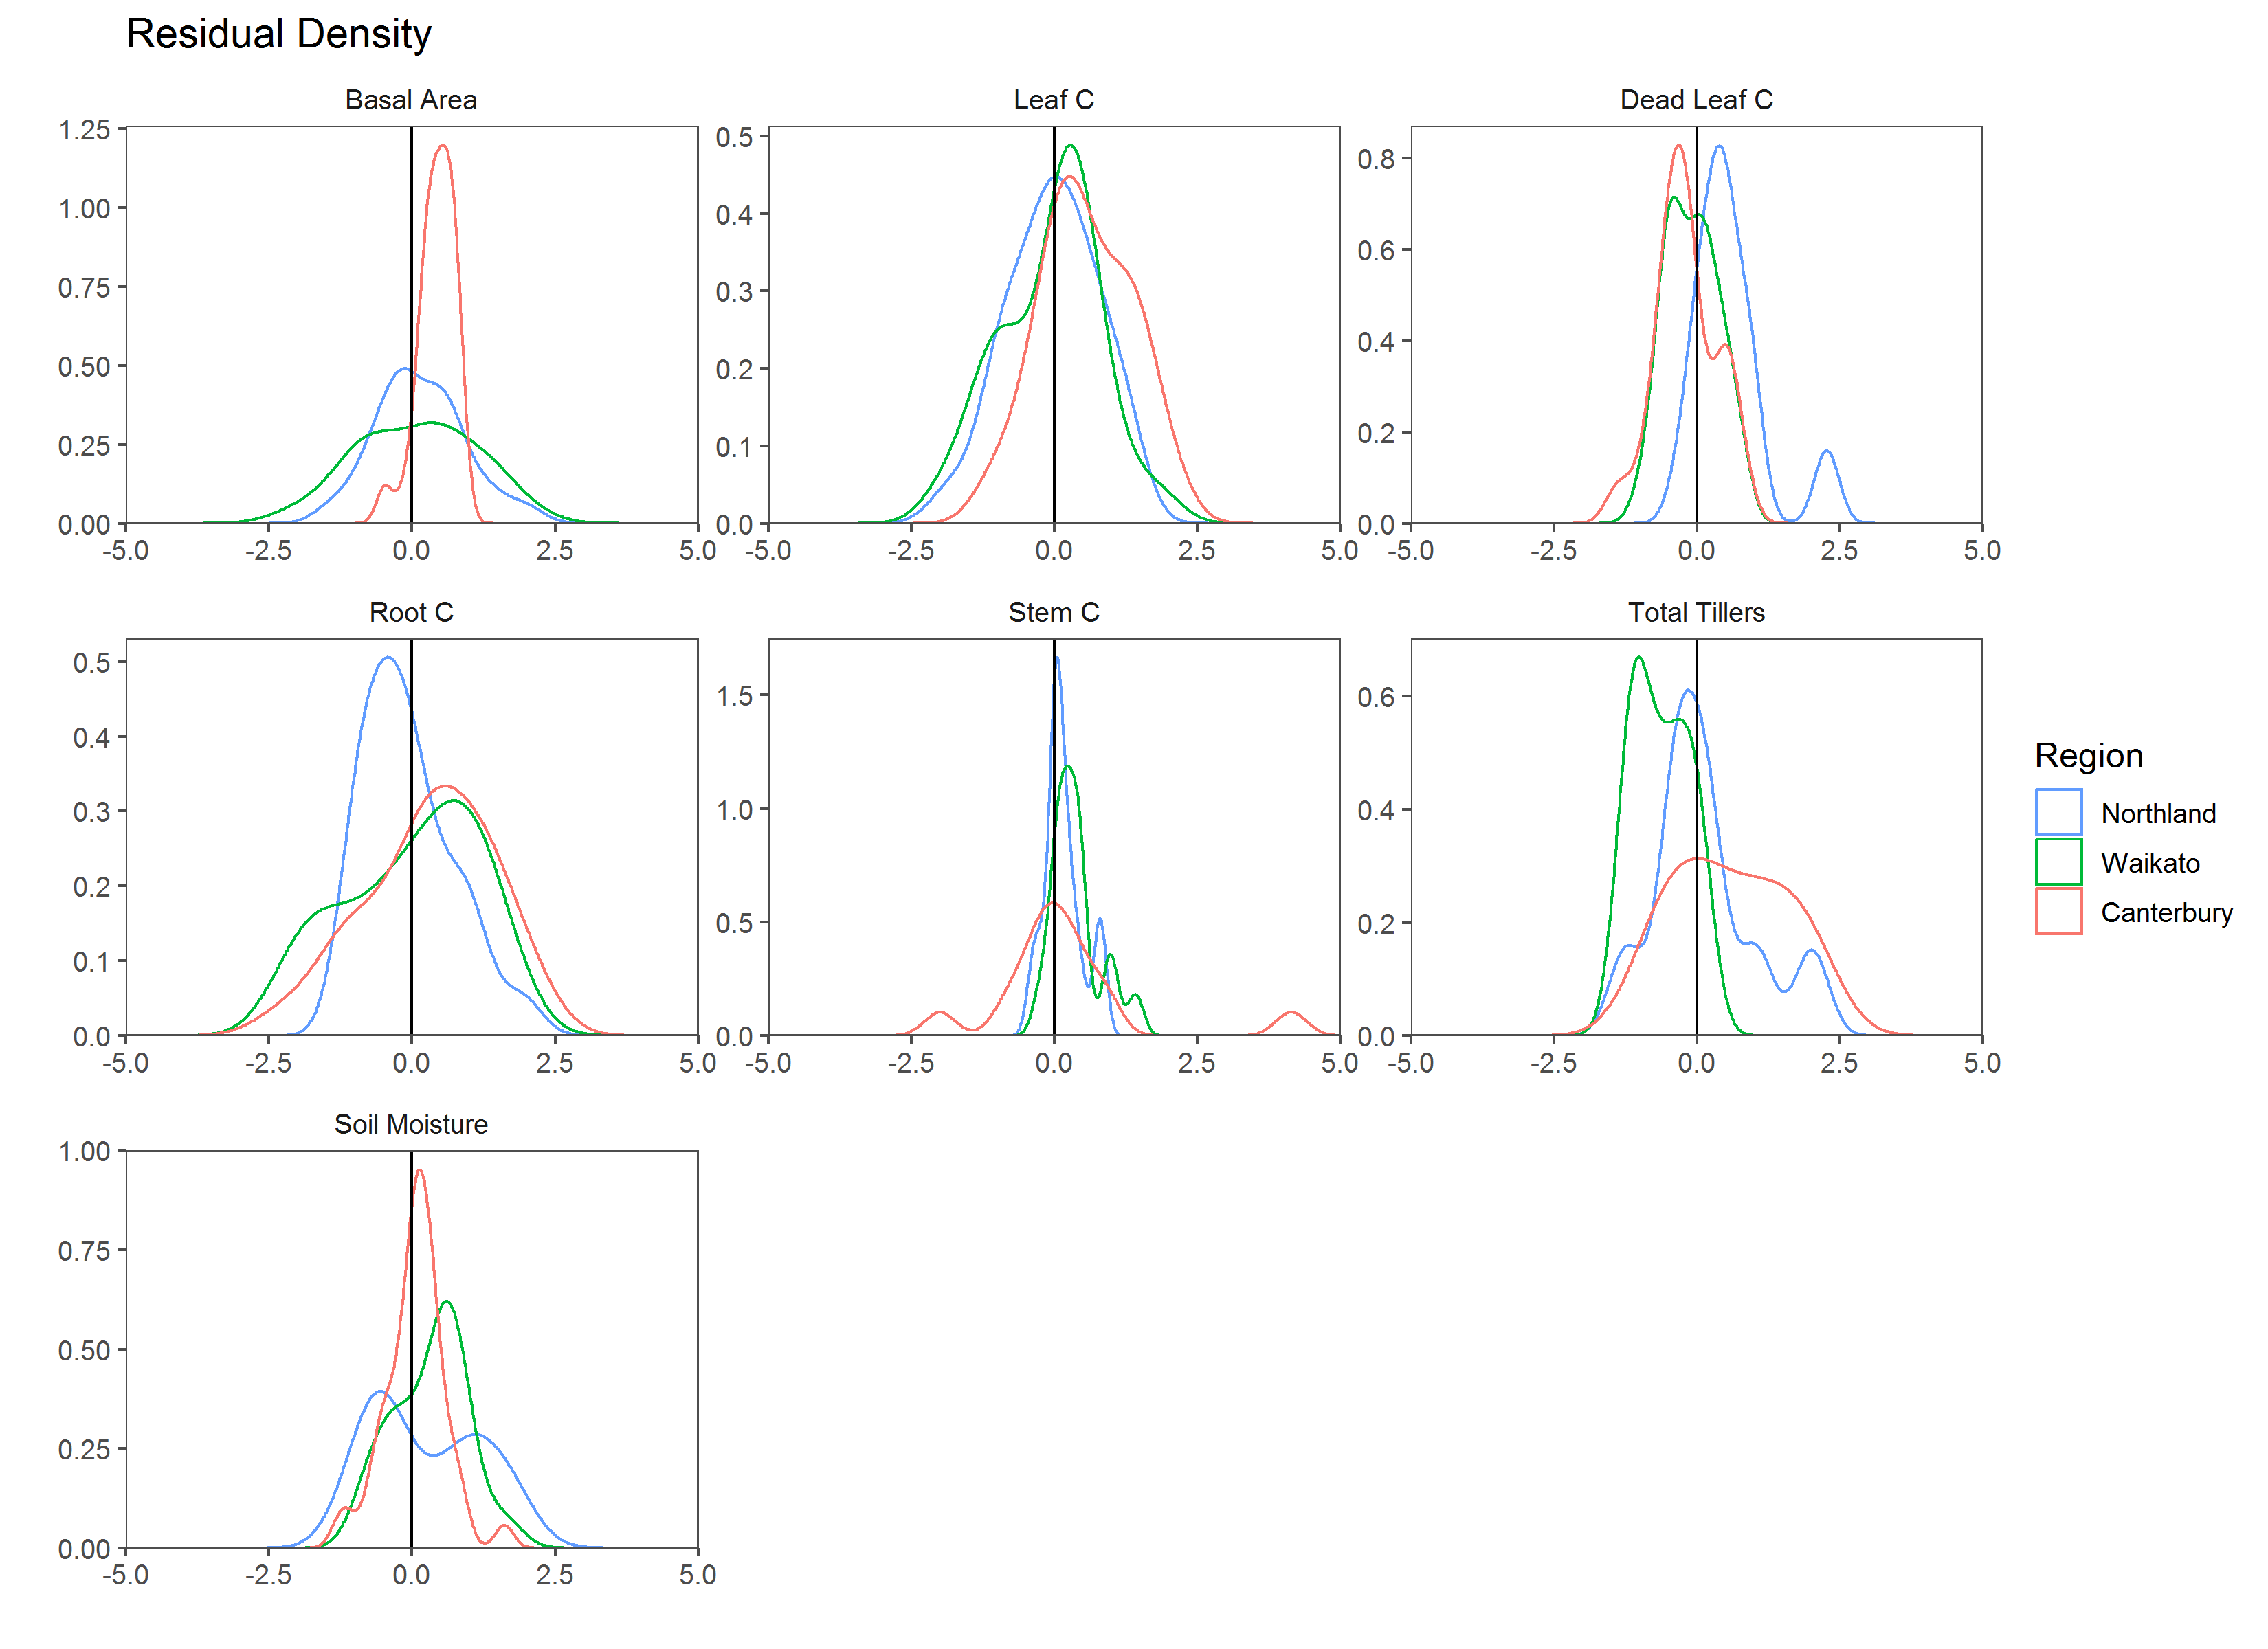 Residual Density
Basal Area
Leaf C
Dead Leaf C
1.25
1.00
0.75
0.50
0.25
0.00
0.5
0.4
0.3
0.2
0.1
0.0
0.8
0.6
0.4
0.2
0.0
-5.0 -2.5 0.0 2.5 5.0
-5.0 -2.5 0.0 2.5 5.0
-5.0 -2.5 0.0 2.5 5.0
Root C
Stem C
Total Tillers
0.5
0.4
0.3
0.2
0.1
0.0
1.5
1.0
0.5
0.0
0.6
0.4
0.2
0.0
-5.0 -2.5 0.0 2.5 5.0
-5.0 -2.5 0.0 2.5 5.0
-5.0 -2.5 0.0 2.5 5.0
Region
Northland
Waikato
Canterbury
Soil Moisture
1.00
0.75
0.50
0.25
0.00
-5.0 -2.5 0.0 2.5 5.0